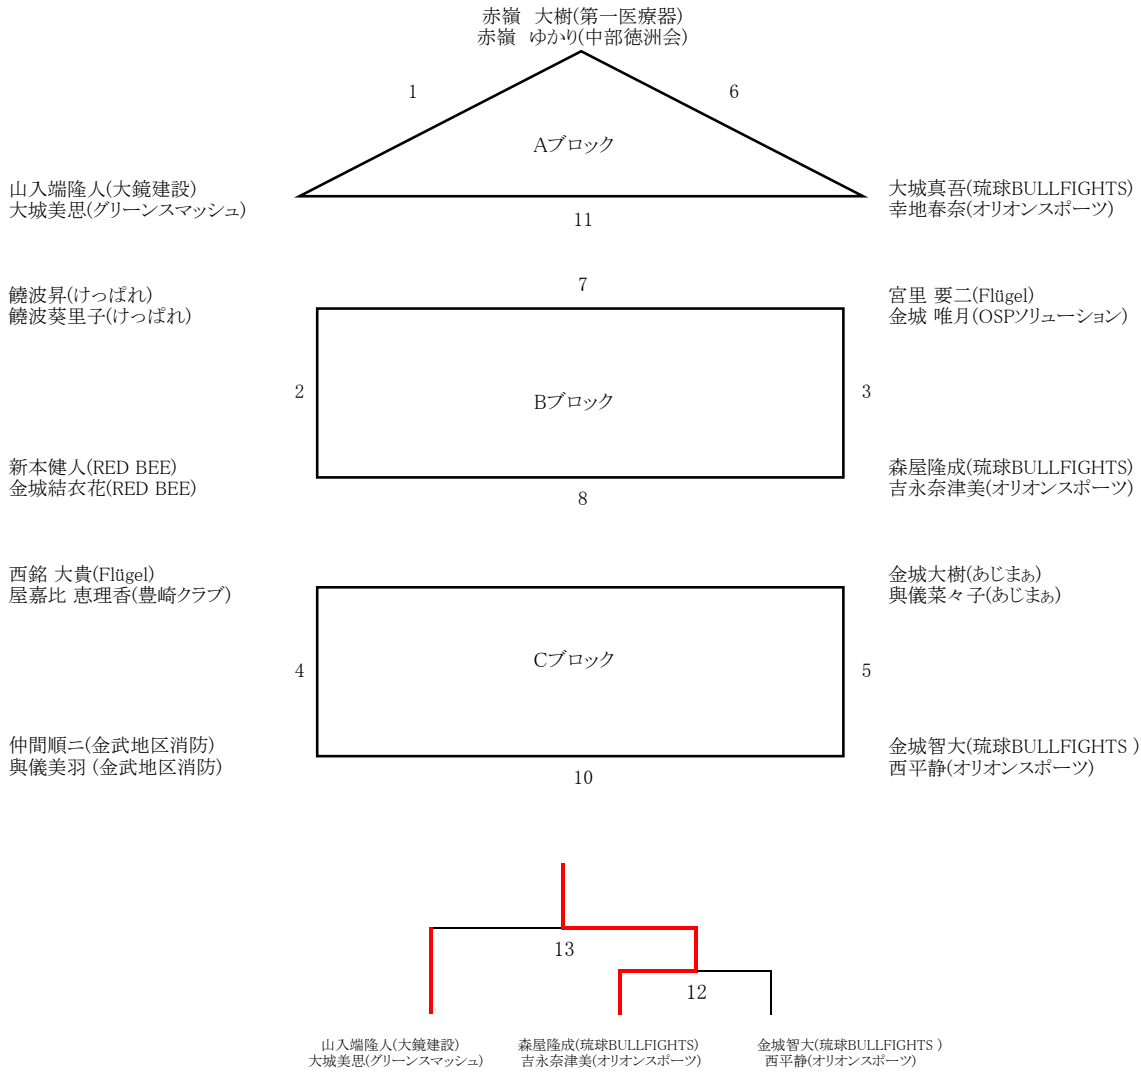 赤嶺　大樹(第一医療器)
赤嶺　ゆかり(中部徳洲会)
1
6
Aブロック
山入端隆人(大鏡建設)
大城美思(グリーンスマッシュ)
大城真吾(琉球BULLFIGHTS)
幸地春奈(オリオンスポーツ)
11
7
饒波昇(けっぱれ)
饒波葵里子(けっぱれ)
宮里 要二(Flügel)
金城 唯月(OSPソリューション)
2
Bブロック
3
新本健人(RED BEE)
金城結衣花(RED BEE)
森屋隆成(琉球BULLFIGHTS)
吉永奈津美(オリオンスポーツ)
8
西銘 大貴(Flügel)
屋嘉比 恵理香(豊崎クラブ)
金城大樹(あじまぁ)
與儀菜々子(あじまぁ)
4
Cブロック
5
仲間順ニ(金武地区消防)
與儀美羽 (金武地区消防)
金城智大(琉球BULLFIGHTS )
西平静(オリオンスポーツ)
10
13
12
山入端隆人(大鏡建設)
大城美思(グリーンスマッシュ)
森屋隆成(琉球BULLFIGHTS)
吉永奈津美(オリオンスポーツ)
金城智大(琉球BULLFIGHTS )
西平静(オリオンスポーツ)